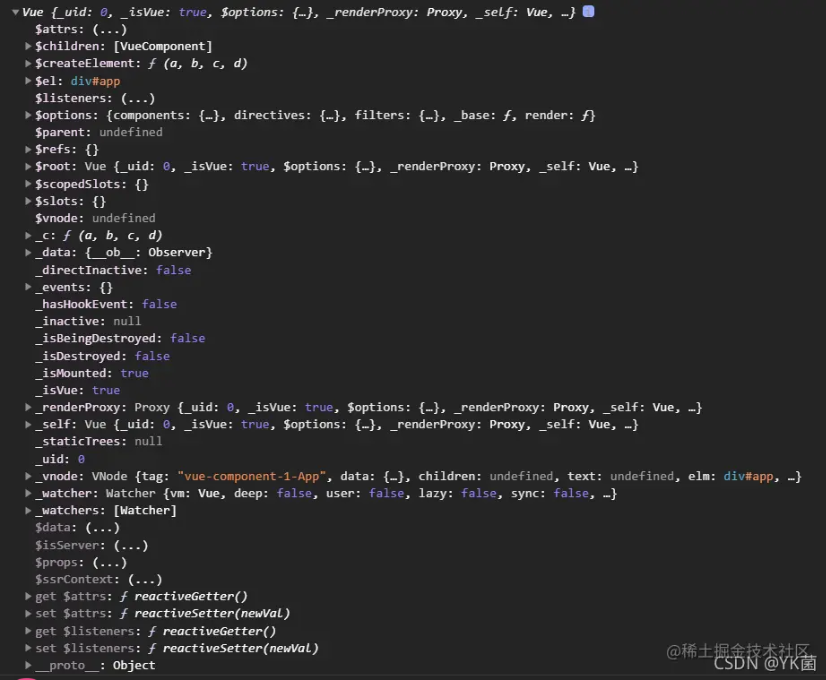 Vue {_uid: 0, _isVue: true, $options: {…}, _renderProxy: Proxy, _self: Vue, …}
$attrs: (...)
$children: [VueComponent]
$createElement: ƒ (a, b, c, d)
$el: div#app
$listeners: (...)
$options: {components: {…}, directives: {…}, filters: {…}, _base: ƒ, render: ƒ}
$parent: undefined
$refs: {}
$root: Vue {_uid: 0, _isVue: true, $options: {…}, _renderProxy: Proxy, _self: Vue, …}
$scopedSlots: {}
$slots: {}
$vnode: undefined
_c: ƒ (a, b, c, d)
_data: {__ob__: Observer}
_directInactive: false
_events: {}
_hasHookEvent: false
_inactive: null
_isBeingDestroyed: false
_isDestroyed: false
_isMounted: true
_isVue: true
_renderProxy: Proxy {_uid: 0, _isVue: true, $options: {…}, _renderProxy: Proxy, _self: Vue, …}
_self: Vue {_uid: 0, _isVue: true, $options: {…}, _renderProxy: Proxy, _self: Vue, …}
_staticTrees: null
_uid: 0
_vnode: VNode {tag: "vue-component-1-App", data: {…}, children: undefined, text: undefined, elm: div#app, …}
_watcher: Watcher {vm: Vue, deep: false, user: false, lazy: false, sync: false, …}
_watchers: [Watcher]
$data: (...)
$isServer: (...)
$props: (...)
$ssrContext: (...)
get $attrs: ƒ reactiveGetter()
set $attrs: ƒ reactiveSetter(newVal)
get $listeners: ƒ reactiveGetter()
set $listeners: ƒ reactiveSetter(newVal)
__proto__: Object
@稀土掘金技术社区
CSDN @YK菌